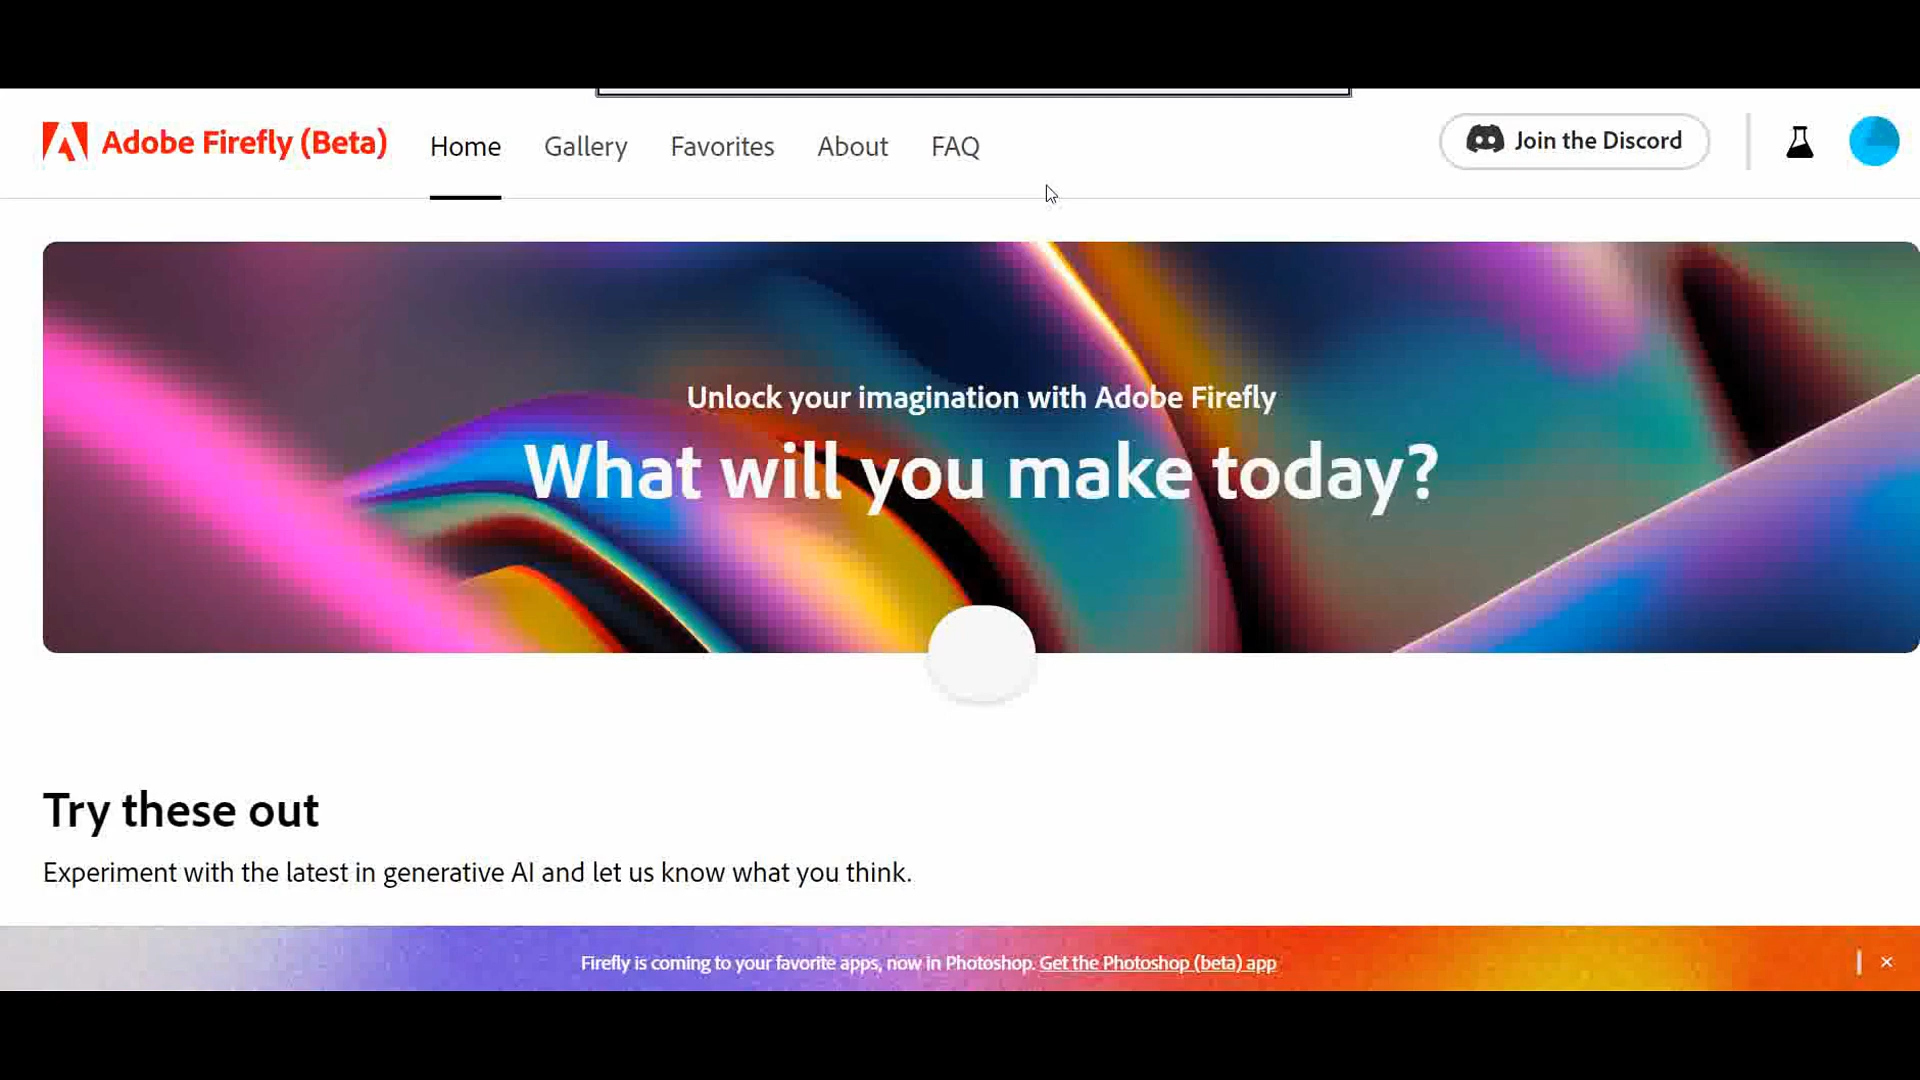 Adobe Firefly (Beta) Home Gallery Favorites About FAQ Join the Discord
Unlock your imagination with Adobe Firefly
What will you make today?
Try these out
Experiment with the latest in generative AI and let us know what you think.
Firefly is coming to your favorite apps, now in Photoshop. Get the Photoshop (beta) app